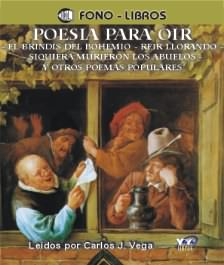 FONO - LIBROS
POESIA PARA OIR
- EL BRINDIS DEL BOHEMIO - REIR LLORANDO -
- SIQUIERA MURIERON LOS ABUELOS -
Y OTROS POEMAS POPULARES
Leídos por Carlos J. Vega